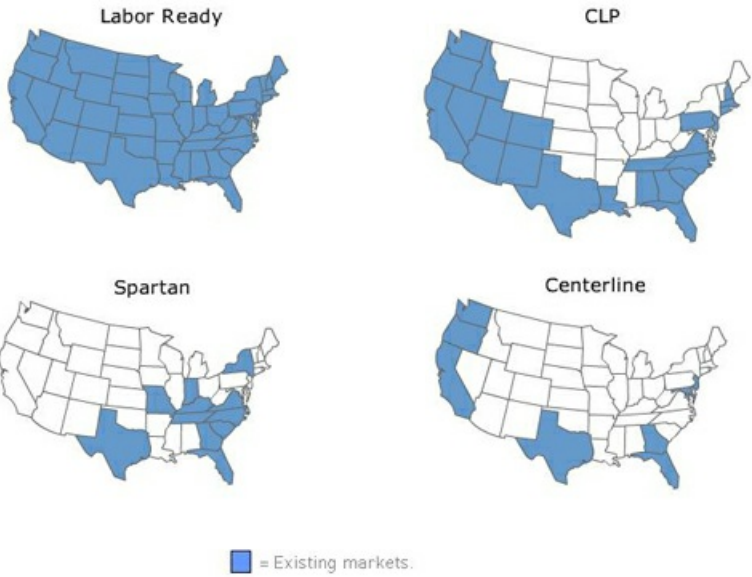 Labor Ready
CLP
Spartan
Centerline
= Existing markets.